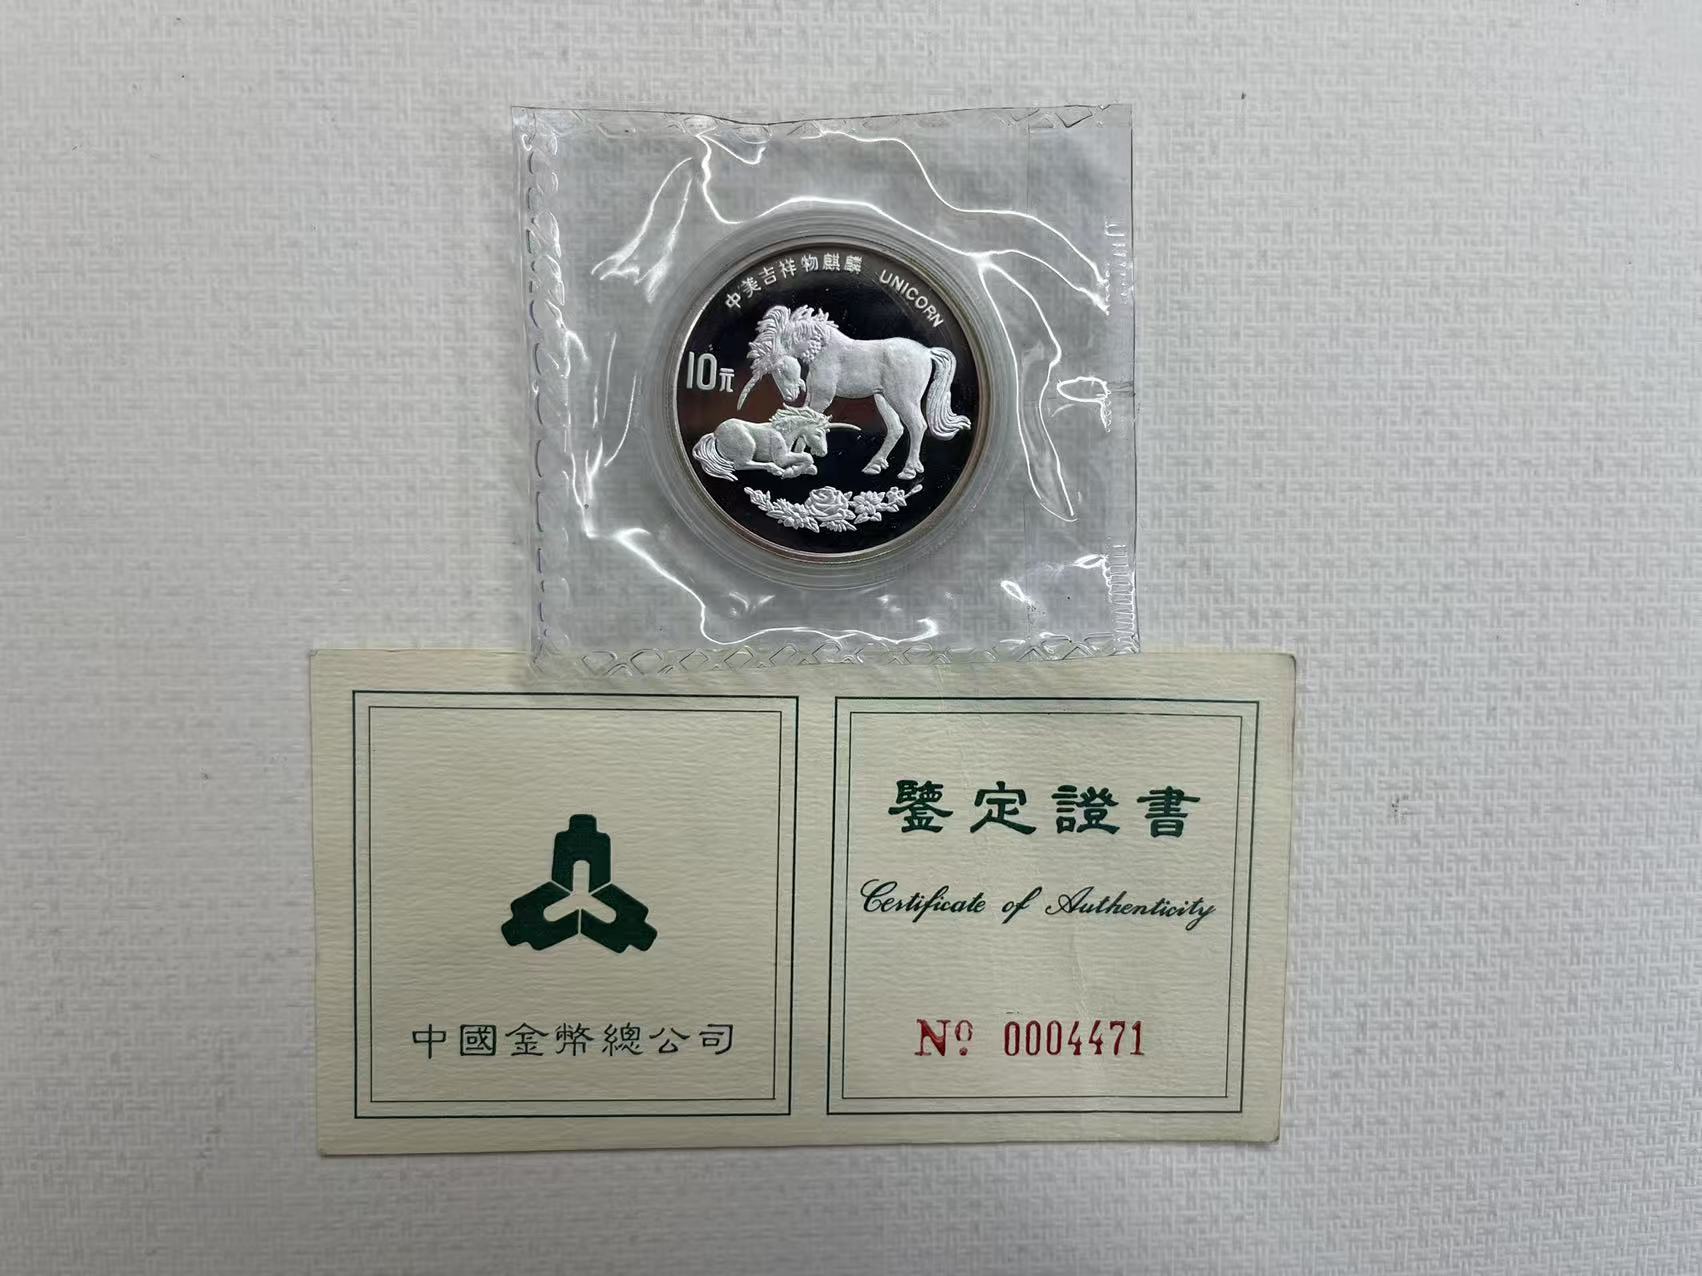 中美吉祥物麒麟 UNICORN
10元
中國金幣總公司
鑒定證書
Certificate of Authenticity
Nº 0004471